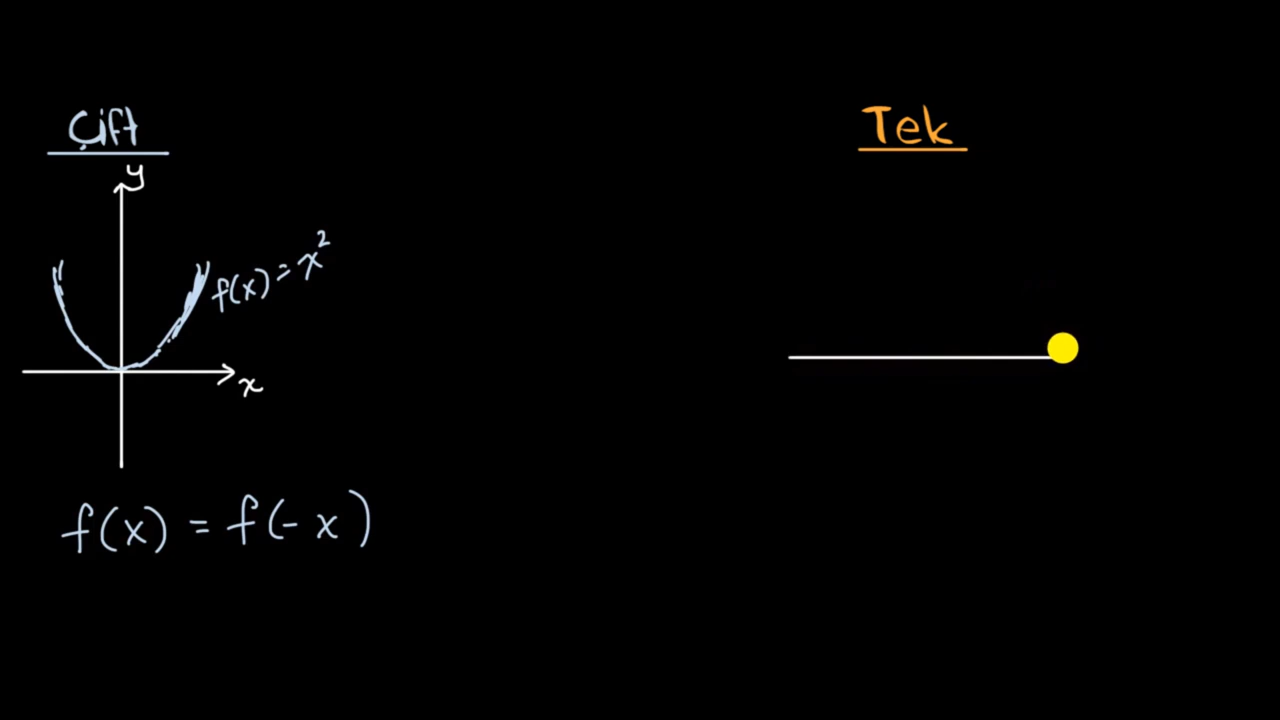 Çift
y
f(x) = x²
x
f(x) = f(-x)
Tek